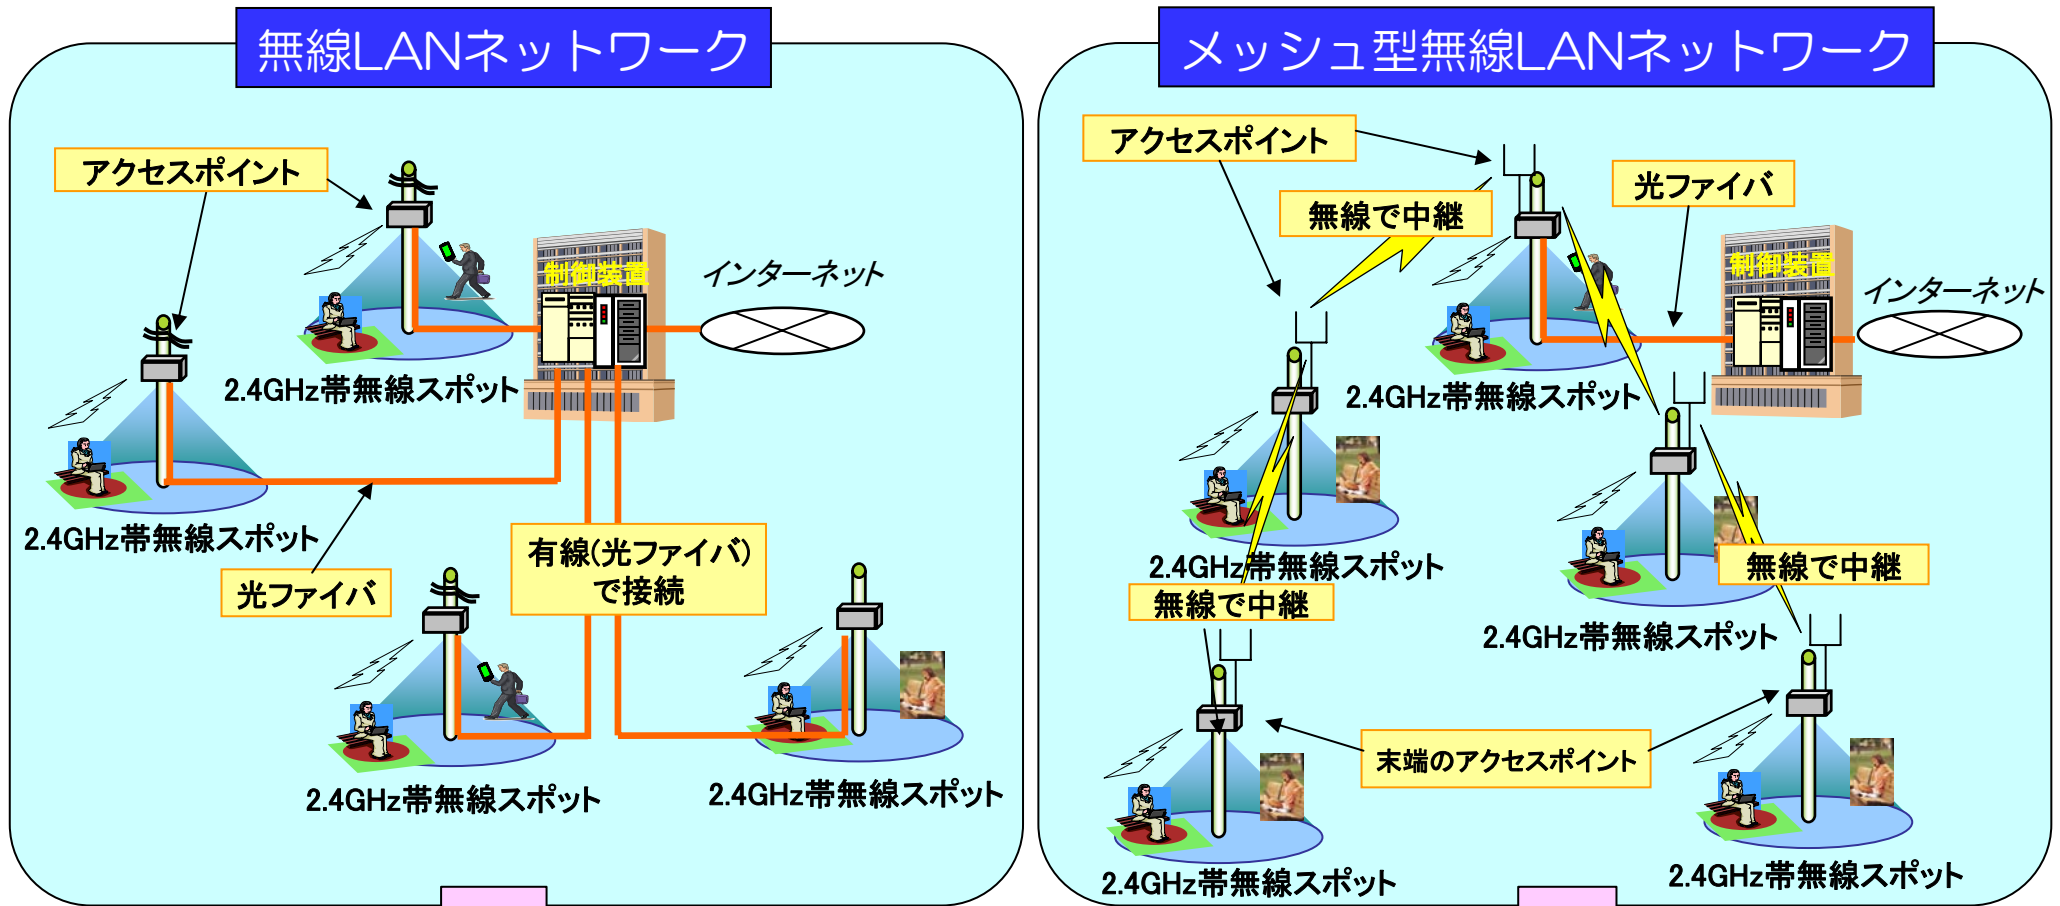 無線LANネットワーク
アクセスポイント
制御装置
インターネット
2.4GHz帯無線スポット
2.4GHz帯無線スポット
光ファイバ
有線(光ファイバ)
で接続
2.4GHz帯無線スポット
2.4GHz帯無線スポット
メッシュ型無線LANネットワーク
アクセスポイント
無線で中継
光ファイバ
制御装置
インターネット
2.4GHz帯無線スポット
2.4GHz帯無線スポット
無線で中継
無線で中継
2.4GHz帯無線スポット
末端のアクセスポイント
2.4GHz帯無線スポット
2.4GHz帯無線スポット